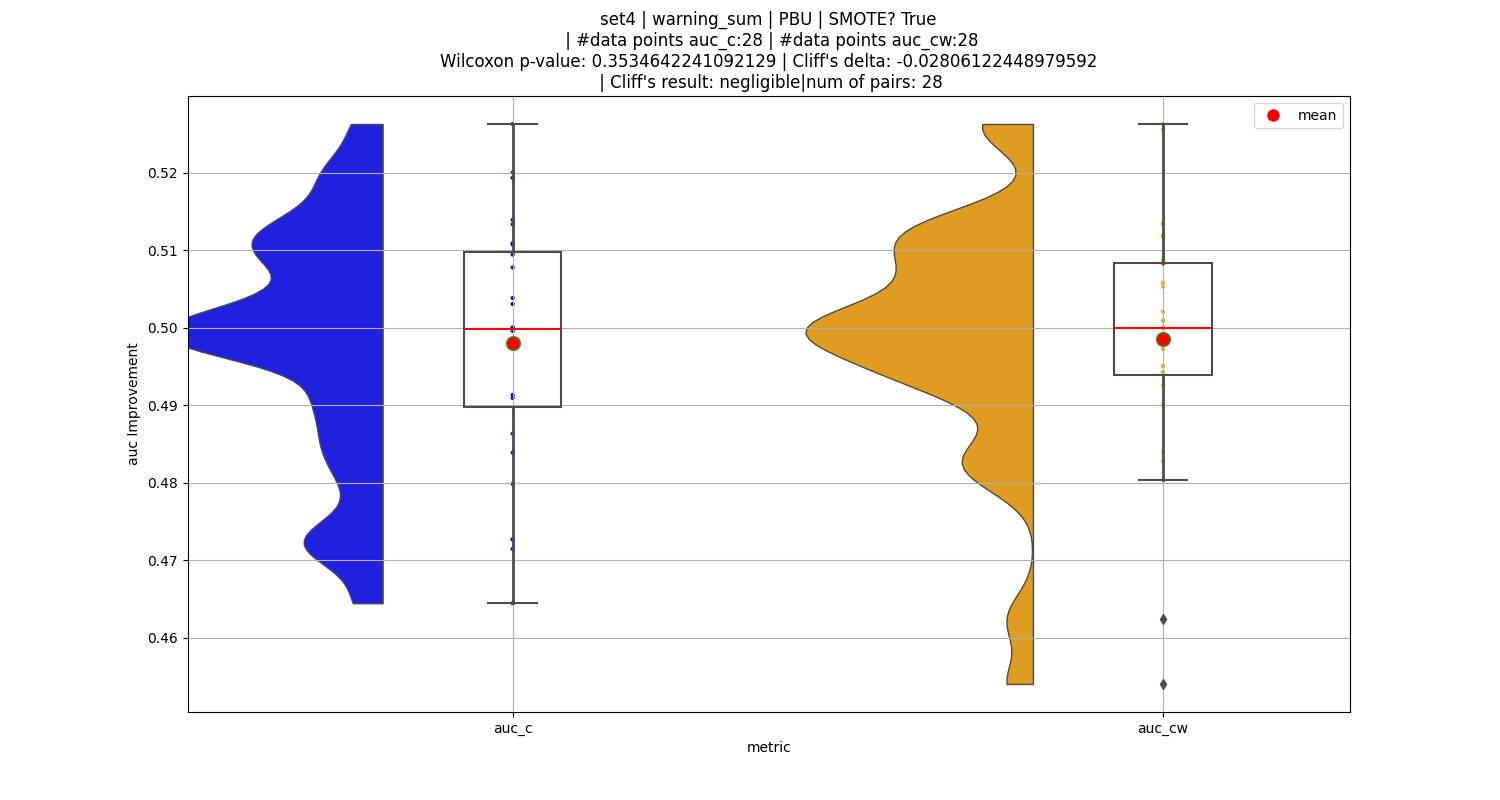 set4 | warning_sum | PBU | SMOTE? True
| #data points auc_c:28 | #data points auc_cw:28
Wilcoxon p-value: 0.3534642241092129 | Cliff's delta: -0.02806122448979592
| Cliff's result: negligible|num of pairs: 28
mean
0.52
0.51
0.50
0.49
0.48
0.47
0.46
auc Improvement
auc_c
auc_cw
metric